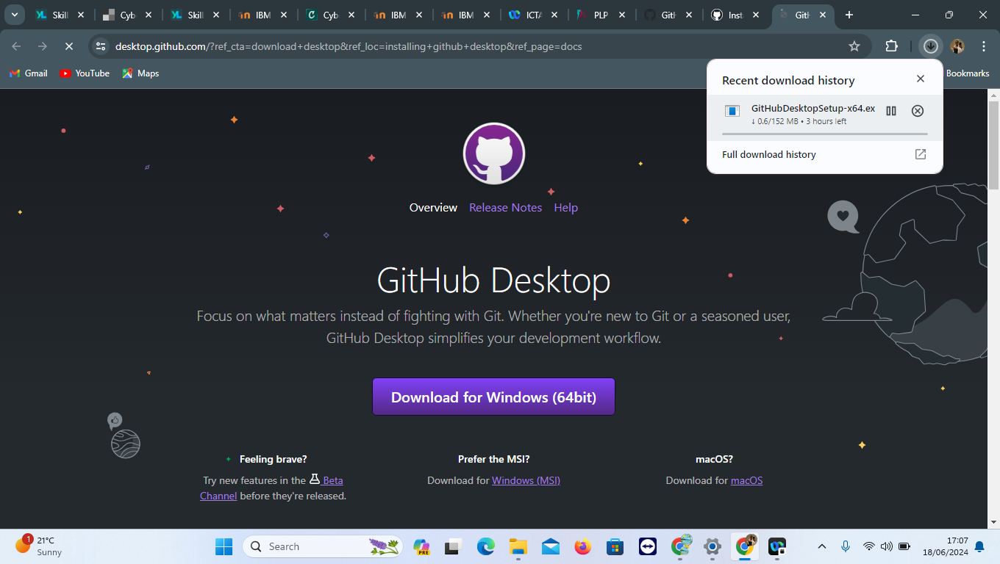 Skill
Cyb
Skill
IBM
Cyb
IBM
IBM
ICTA
PLP
GitH
Inst
GitH
desktop.github.com/?ref_cta=download+desktop&ref_loc=installing+github+desktop&ref_page=docs
Gmail
YouTube
Maps
Bookmarks
Recent download history
GitHubDesktopSetup-x64.ex
↓ 0.6/152 MB • 3 hours left
Full download history
Overview Release Notes Help
GitHub Desktop
Focus on what matters instead of fighting with Git. Whether you're new to Git or a seasoned user,
GitHub Desktop simplifies your development workflow.
Download for Windows (64bit)
Feeling brave?
Try new features in the Beta
Channel before they're released.
Prefer the MSI?
Download for Windows (MSI)
macOS?
Download for macOS
1
21°C
Sunny
Search
PRE
17:07
18/06/2024